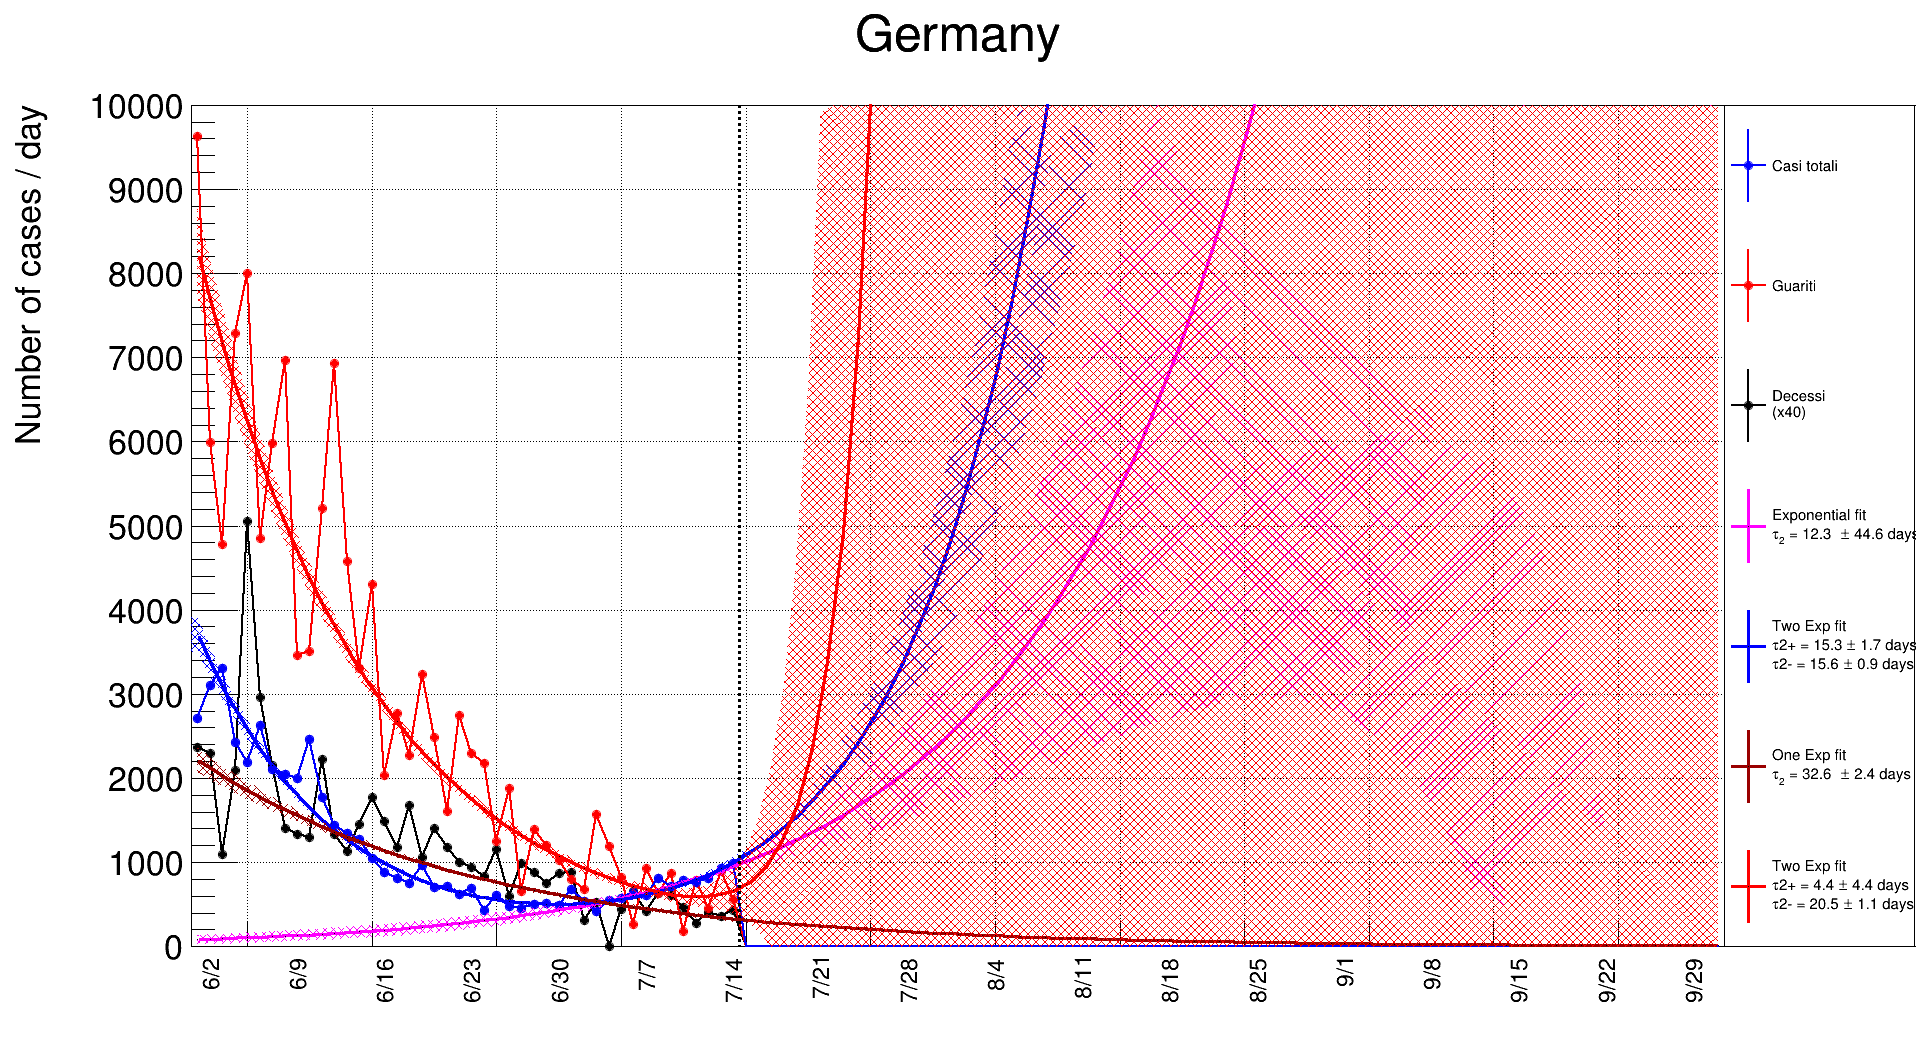 Germany
Number of cases / day
10000
9000
8000
7000
6000
5000
4000
3000
2000
1000
0
6/2
6/9
6/16
6/23
6/30
7/7
7/14
7/21
7/28
8/4
8/11
8/18
8/25
9/1
9/8
9/15
9/22
9/29
Casi totali
Guariti
Decessi
(x40)
Exponential fit
τ2 = 12.3 ± 44.6 days
Two Exp fit
τ2+ = 15.3 ± 1.7 days
τ2- = 15.6 ± 0.9 days
One Exp fit
τ2 = 32.6 ± 2.4 days
Two Exp fit
τ2+ = 4.4 ± 4.4 days
τ2- = 20.5 ± 1.1 days